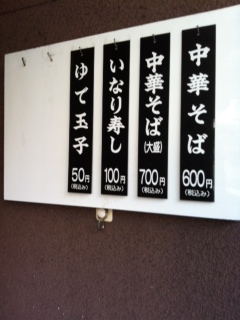 中華そば
600円
(税込み)
中華そば
(大盛)
700円
(税込み)
いなり寿し
100円
(税込み)
ゆで玉子
50円
(税込み)